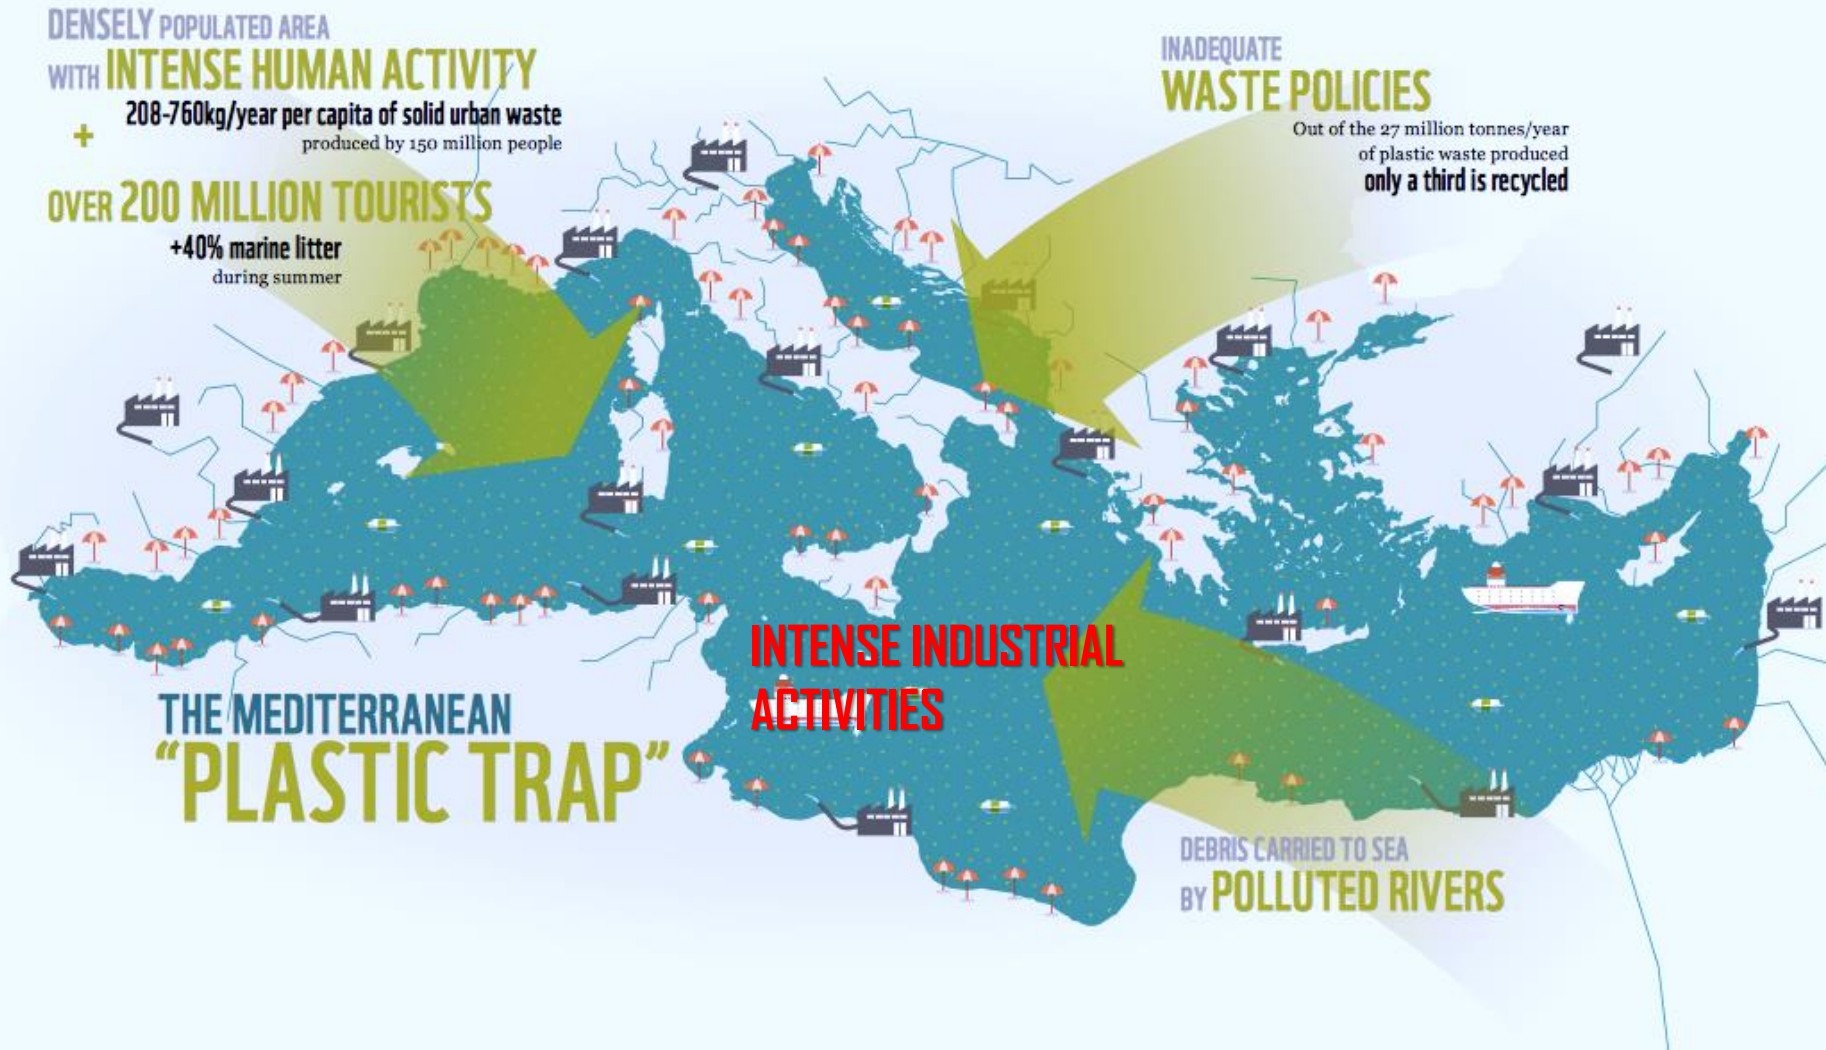 DENSELY POPULATED AREA
WITH INTENSE HUMAN ACTIVITY
208-760kg/year per capita of solid urban waste
produced by 150 million people
+
OVER 200 MILLION TOURISTS
+40% marine litter
during summer
INADEQUATE
WASTE POLICIES
Out of the 27 million tonnes/year
of plastic waste produced
only a third is recycled
INTENSE INDUSTRIAL
ACTIVITIES
THE MEDITERRANEAN
“PLASTIC TRAP”
DEBRIS CARRIED TO SEA
BY POLLUTED RIVERS